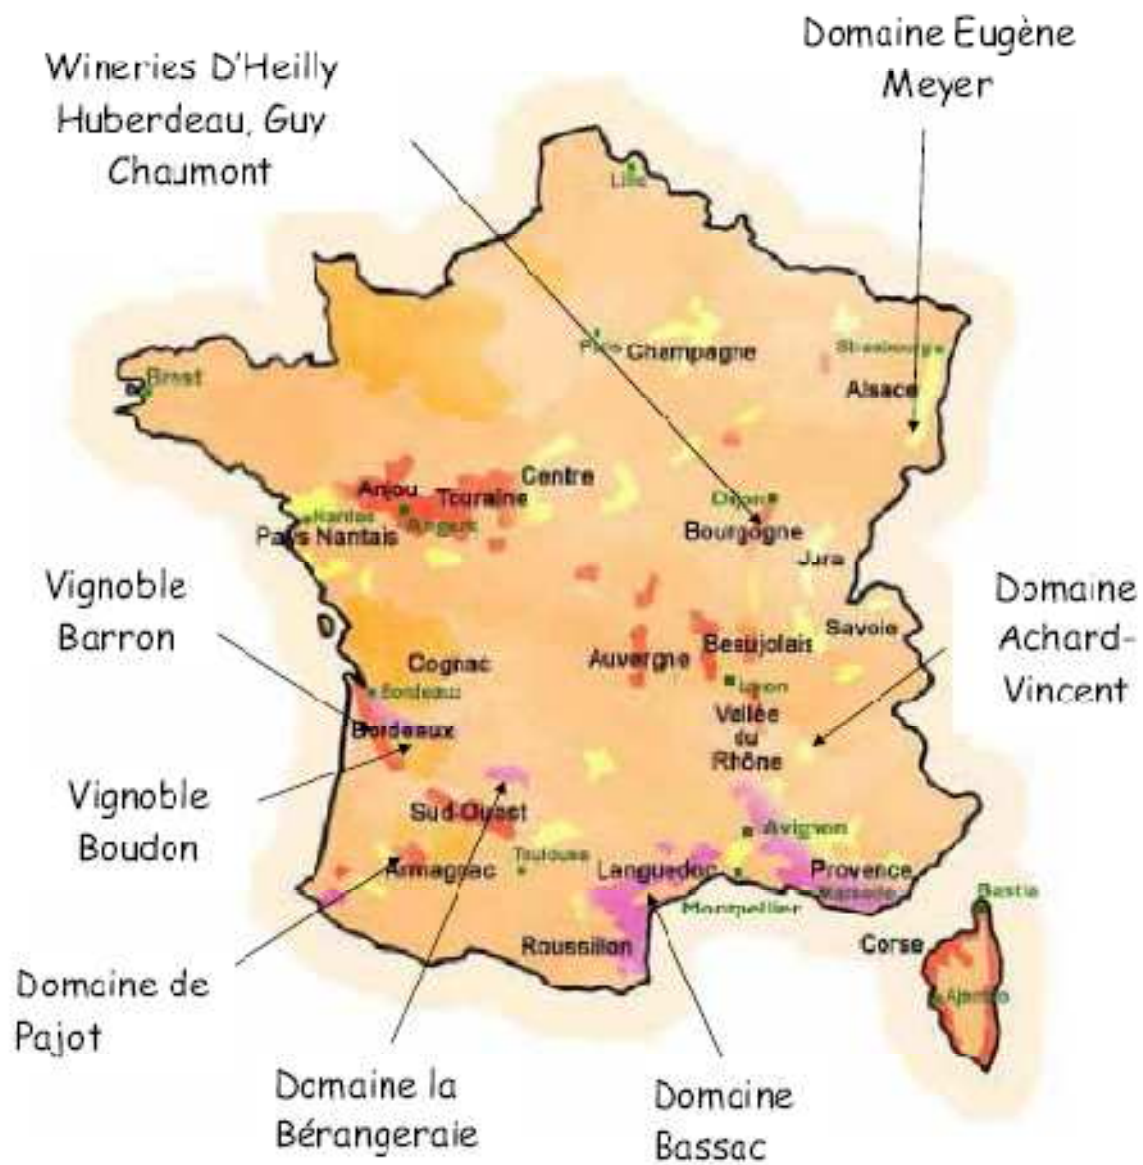 Domaine Eugène
Meyer
Wineries D'Heilly
Huberdeau, Guy
Chaumont
Lille
Paris Champagne
Strasbourg
Alsace
Brest
Centre
Anjou
Touraine
Dijon
Nantes
Angers
Bourgogne
Pays Nantais
Jura
Vignoble
Barron
Domaine
Achard-
Vincent
Savoie
Beaujolais
Auvergne
Cognac
Lyon
Bordeaux
Vallée
du
Rhône
Bordeaux
Vignoble
Boudon
Sud-Ouest
Avignon
Toulouse
Armagnac
Languedoc
Provence
Marseille
Montpellier
Bastia
Roussillon
Corse
Ajaccio
Domaine de
Pajot
Domaine la
Bérangeraie
Domaine
Bassac